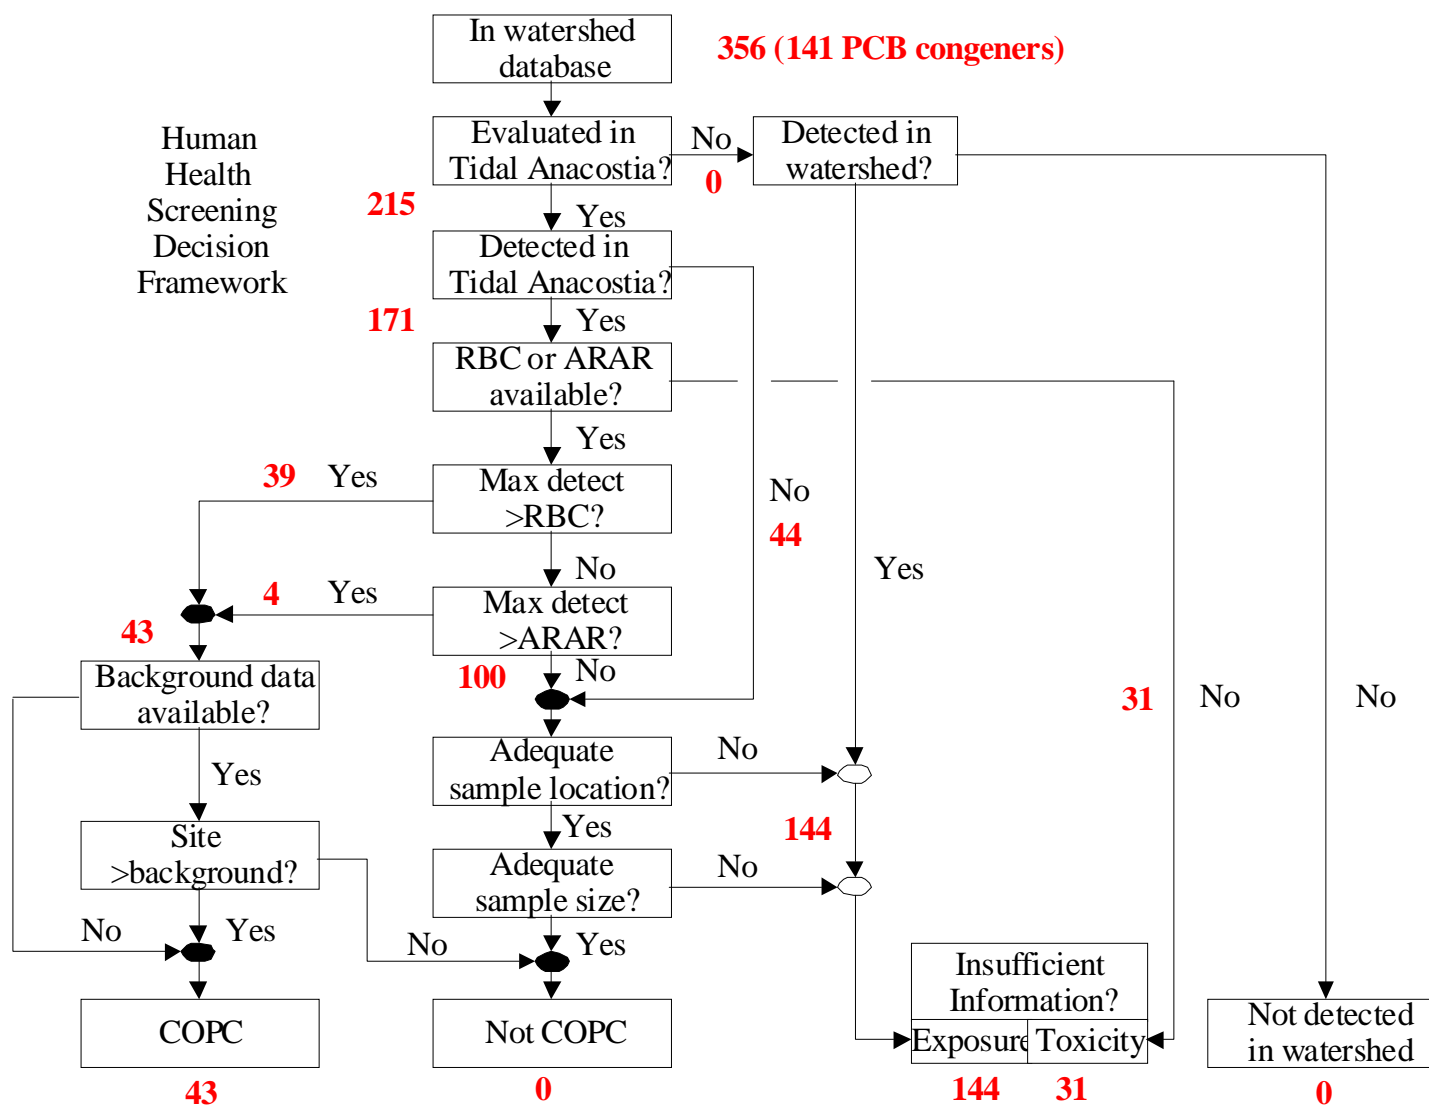 In watershed
database
356 (141 PCB congeners)
Human
Health
Screening
Decision
Framework
Evaluated in
Tidal Anacostia?
No
0
Detected in
watershed?
215
Yes
Detected in
Tidal Anacostia?
171
Yes
RBC or ARAR
available?
Yes
39 Yes
Max detect
>RBC?
No
44
No
Yes
4 Yes
Max detect
>ARAR?
43
100
No
Background data
available?
31
No
No
Yes
Adequate
sample location?
No
Yes
144
Site
>background?
Adequate
sample size?
No
No
Yes
No
Yes
Insufficient
Information?
Exposure
Toxicity
COPC
Not COPC
Not detected
in watershed
43
0
144
31
0